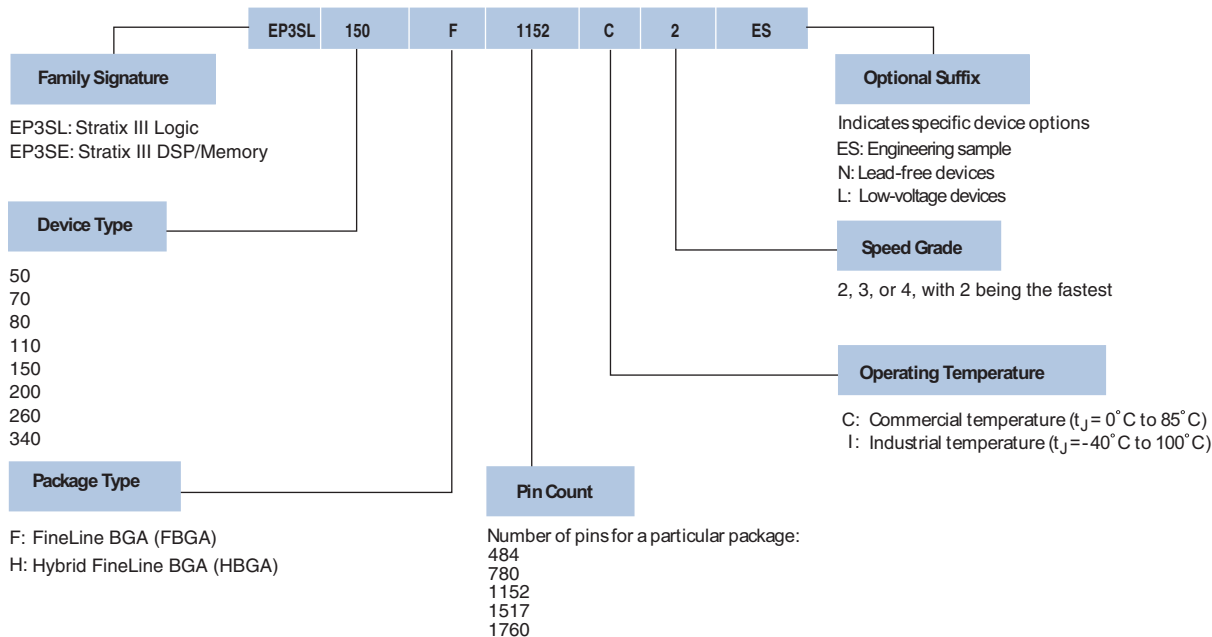 EP3SL 150 F 1152 C 2 ES
Family Signature
EP3SL: Stratix III Logic
EP3SE: Stratix III DSP/Memory
Device Type
50
70
80
110
150
200
260
340
Package Type
F: FineLine BGA (FBGA)
H: Hybrid FineLine BGA (HBGA)
Pin Count
Number of pins for a particular package:
484
780
1152
1517
1760
Optional Suffix
Indicates specific device options
ES: Engineering sample
N: Lead-free devices
L: Low-voltage devices
Speed Grade
2, 3, or 4, with 2 being the fastest
Operating Temperature
C: Commercial temperature (tJ = 0°C to 85°C)
I: Industrial temperature (tJ = -40°C to 100°C)